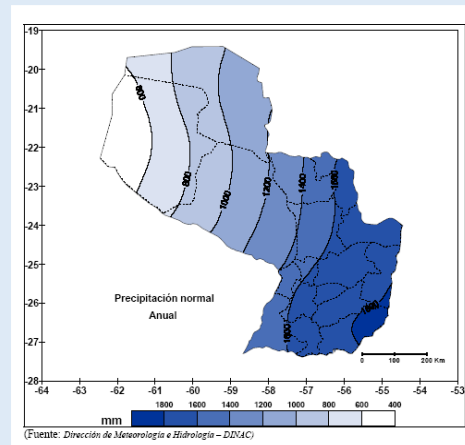 -19
-20
-21
-22
-23
-24
-25
-26
-27
-28
600
800
1000
1200
1400
1600
1600
1800
Precipitación normal
Anual
0 100 200 Km
-64 -63 -62 -61 -60 -59 -58 -57 -56 -55 -54 -53
mm
1800 1600 1400 1200 1000 800 600 400
(Fuente: Dirección de Meteorología e Hidrología – DINAC)